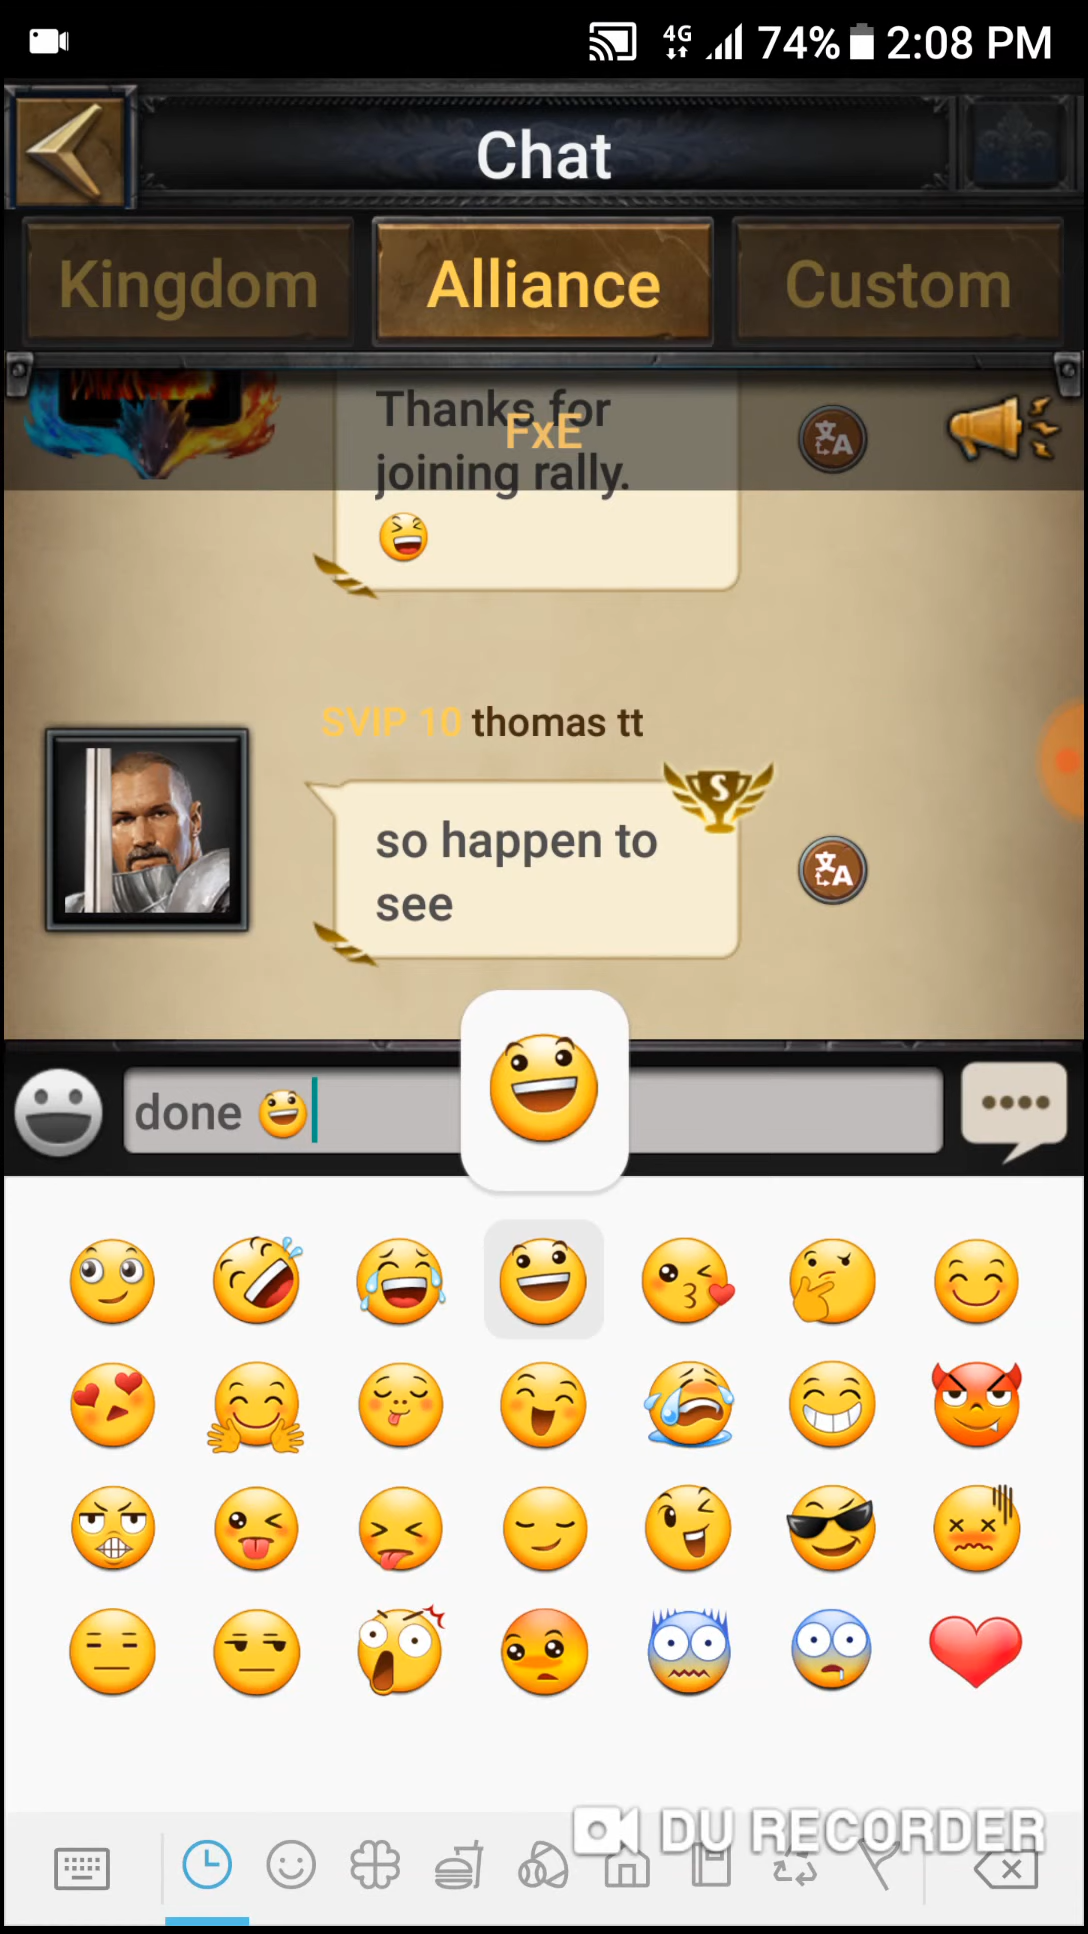 4G 74% 2:08 PM
Chat
Kingdom Alliance Custom
Thanks for
FxE
joining rally.
SVIP 10 thomas tt
S
so happen to
see
done
DU RECORDER